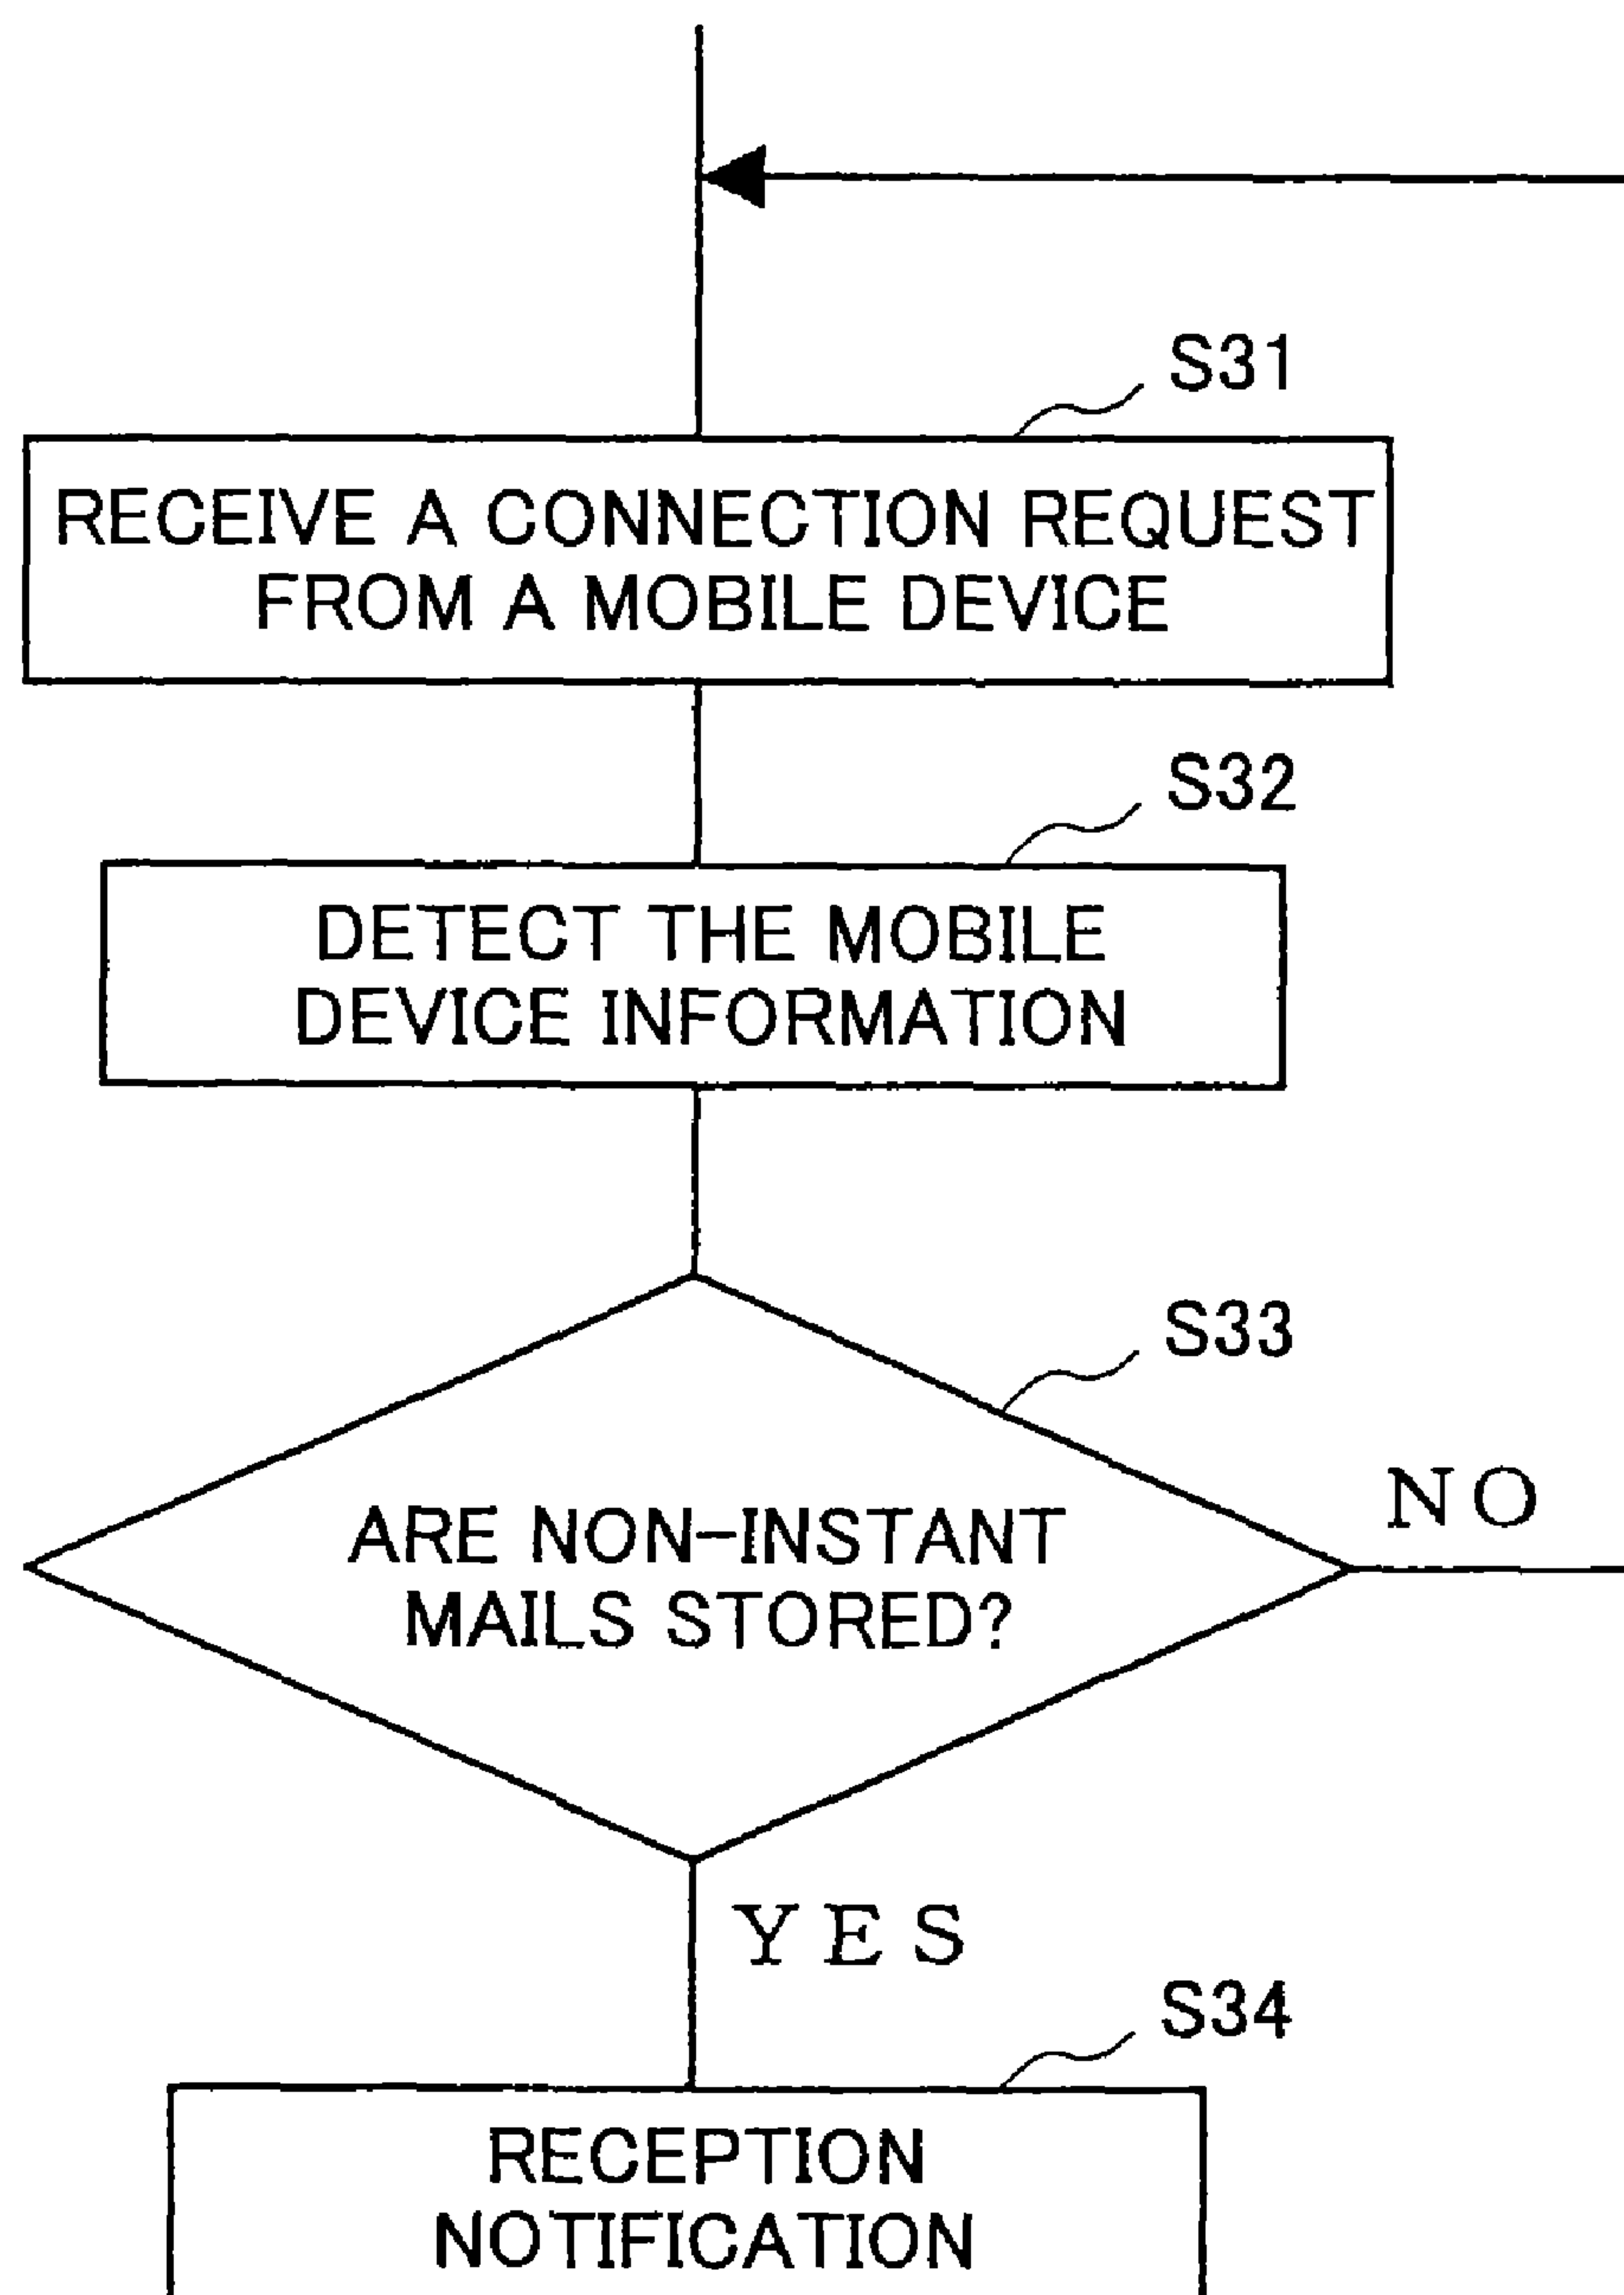 S31
RECEIVE A CONNECTION REQUEST
FROM A MOBILE DEVICE
S32
DETECT THE MOBILE
DEVICE INFORMATION
S33
ARE NON-INSTANT
MAILS STORED?
NO
YES
S34
RECEPTION
NOTIFICATION